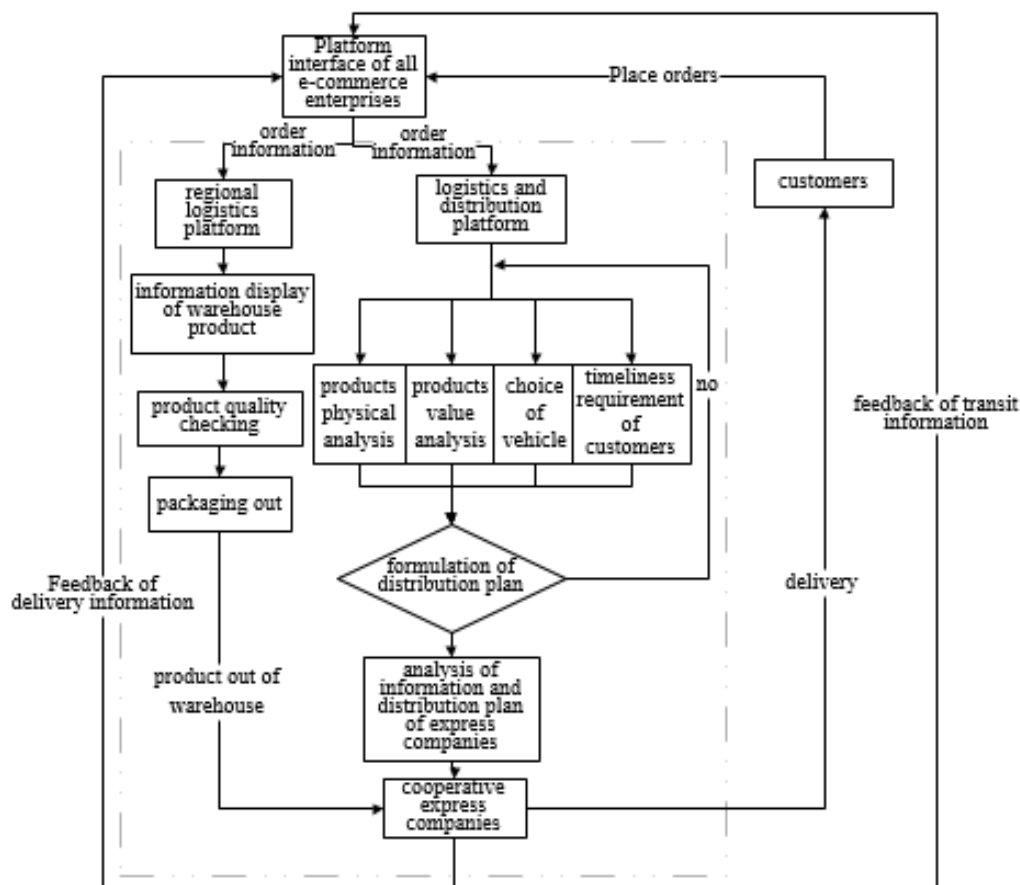 Platform
interface of all
e-commerce
enterprises
Place orders
order
information
order
information
customers
regional
logistics
platform
logistics and
distribution
platform
information display
of warehouse
product
products
physical
analysis
products
value
analysis
choice
of
vehicle
timeliness
requirement
of
customers
no
product quality
checking
feedback of transit
information
packaging out
formulation of
distribution plan
Feedback of
delivery information
delivery
product out of
warehouse
analysis of
information and
distribution plan
of express
companies
cooperative
express
companies